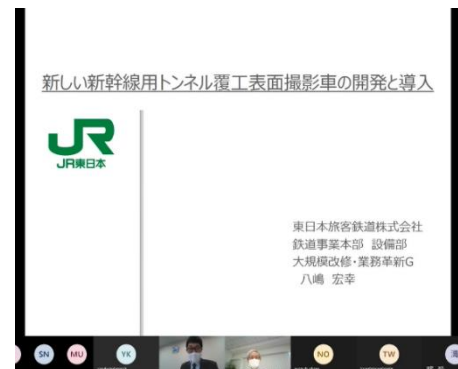 新しい新幹線用トンネル覆工表面撮影車の開発と導入
JR
JR東日本
東日本旅客鉄道株式会社
鉄道事業本部 設備部
大規模改修・業務革新G
八嶋 宏幸
SN MU YK NO TW